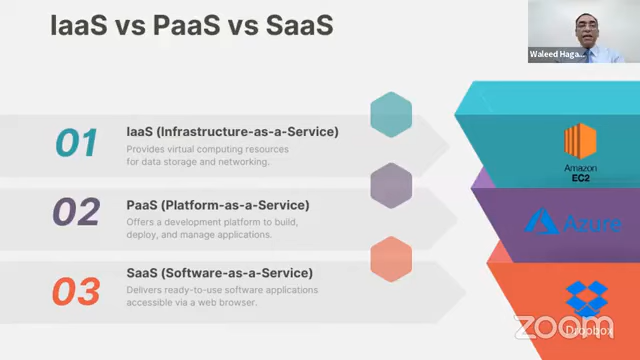 IaaS vs PaaS vs SaaS
Waleed Haga...
01
IaaS (Infrastructure-as-a-Service)
Provides virtual computing resources
for data storage and networking.
Amazon
EC2
02
PaaS (Platform-as-a-Service)
Offers a development platform to build,
deploy, and manage applications.
Azure
03
SaaS (Software-as-a-Service)
Delivers ready-to-use software applications
accessible via a web browser.
Dropbox
zoom